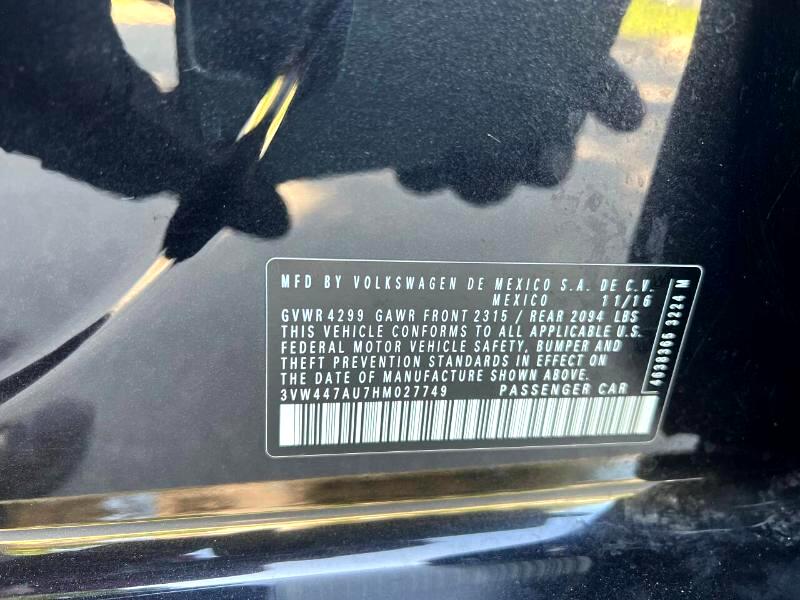 MFD BY VOLKSWAGEN DE MEXICO S.A. DE C.V.
MEXICO 11/16
GVWR 4299 GAWR FRONT 2315 / REAR 2094 LBS
THIS VEHICLE CONFORMS TO ALL APPLICABLE U.S.
FEDERAL MOTOR VEHICLE SAFETY, BUMPER AND
THEFT PREVENTION STANDARDS IN EFFECT ON
THE DATE OF MANUFACTURE SHOWN ABOVE.
3VW447AU7HM027749 PASSENGER CAR
4638366 3224 M